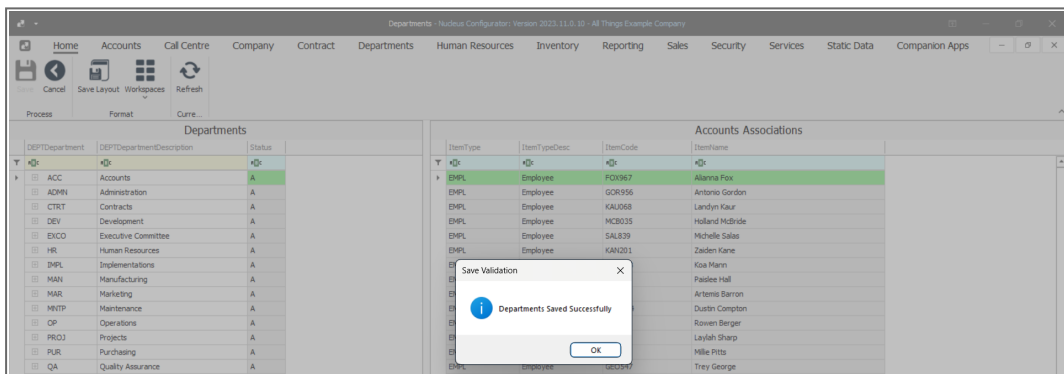 Departments - Nucleus Configurator: Version 2023.11.0.10 - All Things Example Company
Home Accounts Call Centre Company Contract Departments Human Resources Inventory Reporting Sales Security Services Static Data Companion Apps
Save Cancel Save Layout Workspaces Refresh
Process Format Curre...
Departments Accounts Associations
DEPTDepartment DEPTDepartmentDescription Status ItemType ItemTypeDesc ItemCode ItemName
ACC Accounts A EMPL Employee FOX967 Alianna Fox
ADMN Administration A EMPL Employee GOR956 Antonio Gordon
CTRT Contracts A EMPL Employee KAU068 Landyn Kaur
DEV Development A EMPL Employee MCB035 Holland McBride
EXCO Executive Committee A EMPL Employee SAL839 Michelle Salas
HR Human Resources A EMPL Employee KAN201 Zaiden Kane
IMPL Implementations A Koa Mann
MAN Manufacturing A Paislee Hall
MAR Marketing A Artemis Barron
MNTP Maintenance A Dustin Compton
OP Operations A Rowen Berger
PROJ Projects A Laylah Sharp
PUR Purchasing A Millie Pitts
QA Quality Assurance A EMPL Employee GEO547 Trey George
Save Validation
Departments Saved Successfully
OK